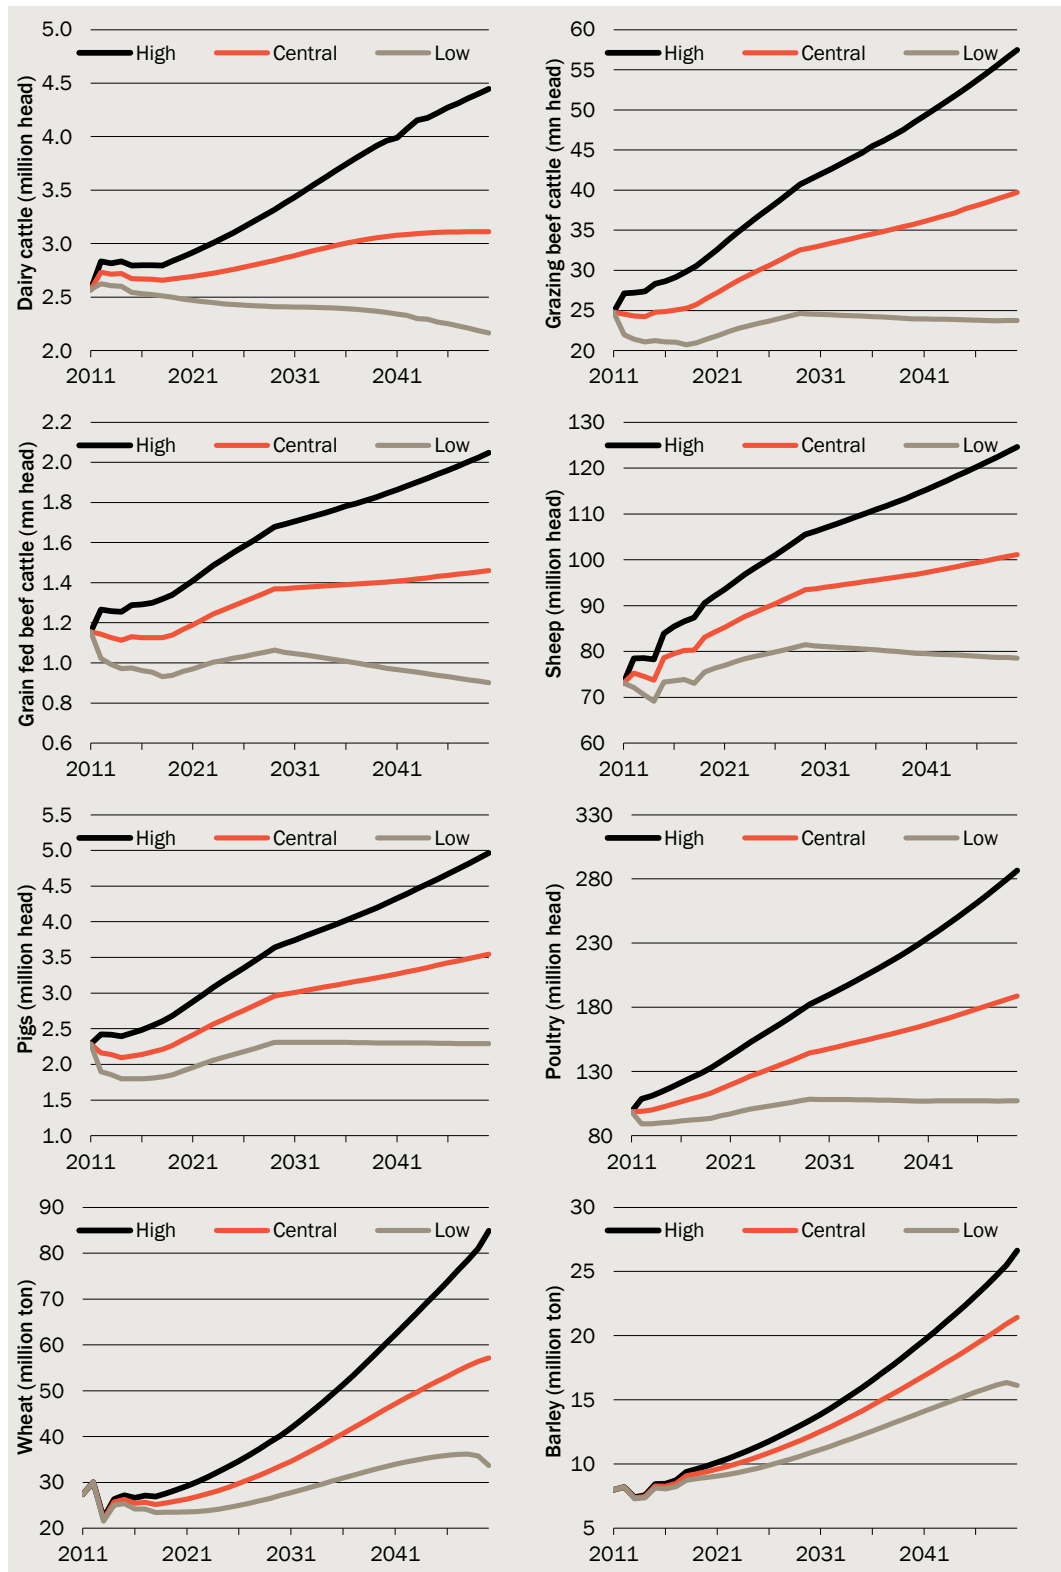 Dairy cattle (million head)
5.0
High Central Low
4.5
4.0
3.5
3.0
2.5
2.0
2011 2021 2031 2041
Grazing beef cattle (mn head)
60
High Central Low
55
50
45
40
35
30
25
20
2011 2021 2031 2041
Grain fed beef cattle (mn head)
2.2
High Central Low
2.0
1.8
1.6
1.4
1.2
1.0
0.8
0.6
2011 2021 2031 2041
Sheep (million head)
130
High Central Low
120
110
100
90
80
70
60
2011 2021 2031 2041
Pigs (million head)
5.5
High Central Low
5.0
4.5
4.0
3.5
3.0
2.5
2.0
1.5
1.0
2011 2021 2031 2041
Poultry (million head)
330
High Central Low
280
230
180
130
80
2011 2021 2031 2041
Wheat (million ton)
90
High Central Low
80
70
60
50
40
30
20
2011 2021 2031 2041
Barley (million ton)
30
High Central Low
25
20
15
10
5
2011 2021 2031 2041